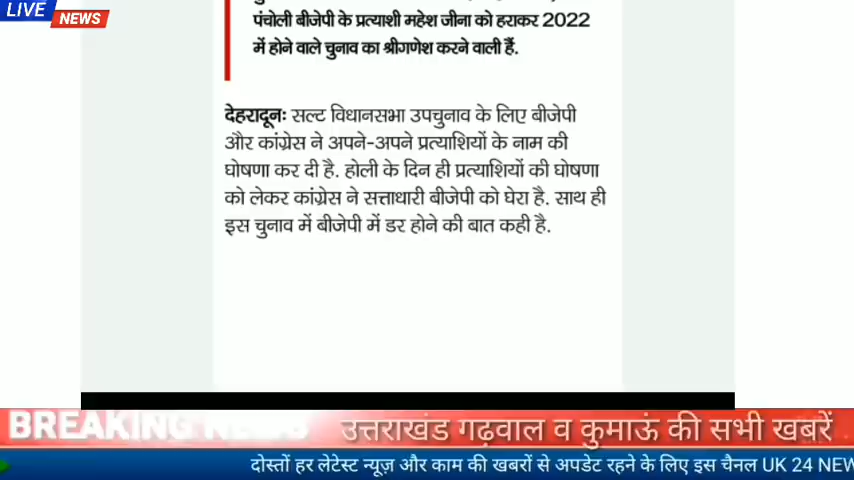 LIVE
NEWS
पंचोली बीजेपी के प्रत्याशी महेश जीना को हराकर 2022
में होने वाले चुनाव का श्रीगणेश करने वाली हैं.
देहरादूनः सल्ट विधानसभा उपचुनाव के लिए बीजेपी
और कांग्रेस ने अपने-अपने प्रत्याशियों के नाम की
घोषणा कर दी है. होली के दिन ही प्रत्याशियों की घोषणा
को लेकर कांग्रेस ने सत्ताधारी बीजेपी को घेरा है. साथ ही
इस चुनाव में बीजेपी में डर होने की बात कही है.
BREAKING NEWS उत्तराखंड गढ़वाल व कुमाऊं की सभी खबरें
दोस्तों हर लेटेस्ट न्यूज़ और काम की खबरों से अपडेट रहने के लिए इस चैनल UK 24 NEW